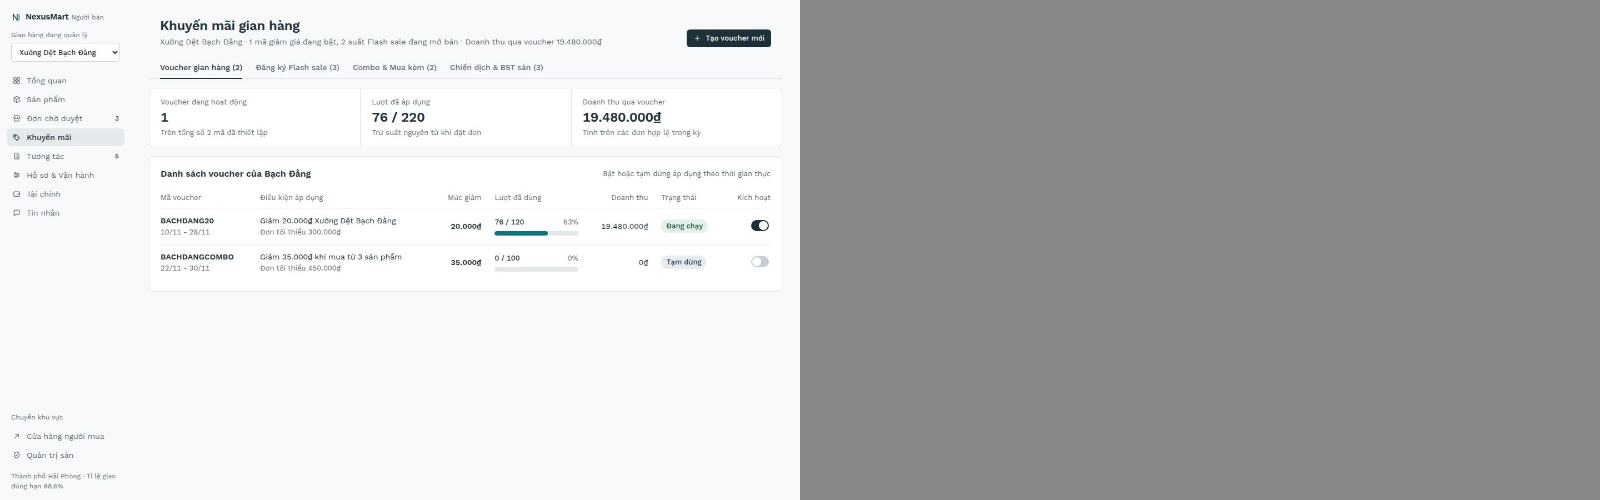 NexusMart Người bán
Gian hàng đang quản lý
Xưởng Dệt Bạch Đằng
Tổng quan
Sản phẩm
Đơn chờ duyệt 3
Khuyến mãi
Tương tác 5
Hồ sơ & Vận hành
Tài chính
Tin nhắn
Chuyển khu vực
Cửa hàng người mua
Quản trị sàn
Thành phố Hải Phòng · Tỉ lệ giao
đúng hạn 98,6%
Khuyến mãi gian hàng
Xưởng Dệt Bạch Đằng · 1 mã giảm giá đang bật, 2 suất Flash sale đang mở bán · Doanh thu qua voucher 19.480.000₫
+ Tạo voucher mới
Voucher gian hàng (2) Đăng ký Flash sale (3) Combo & Mua kèm (2) Chiến dịch & BST sàn (3)
Voucher đang hoạt động
1
Trên tổng số 2 mã đã thiết lập
Lượt đã áp dụng
76 / 220
Trừ suất nguyên tử khi đặt đơn
Doanh thu qua voucher
19.480.000₫
Tính trên các đơn hợp lệ trong kỳ
Danh sách voucher của Bạch Đằng
Bật hoặc tạm dừng áp dụng theo thời gian thực
Mã voucher Điều kiện áp dụng Mức giảm Lượt đã dùng Doanh thu Trạng thái Kích hoạt
BACHDANG20 Giảm 20.000₫ Xưởng Dệt Bạch Đằng 20.000₫ 76 / 120 63% 19.480.000₫ Đang chạy
10/11 - 28/11 Đơn tối thiểu 300.000₫
BACHDANGCOMBO Giảm 35.000₫ khi mua từ 3 sản phẩm 35.000₫ 0 / 100 0% 0₫ Tạm dừng
22/11 - 30/11 Đơn tối thiểu 450.000₫